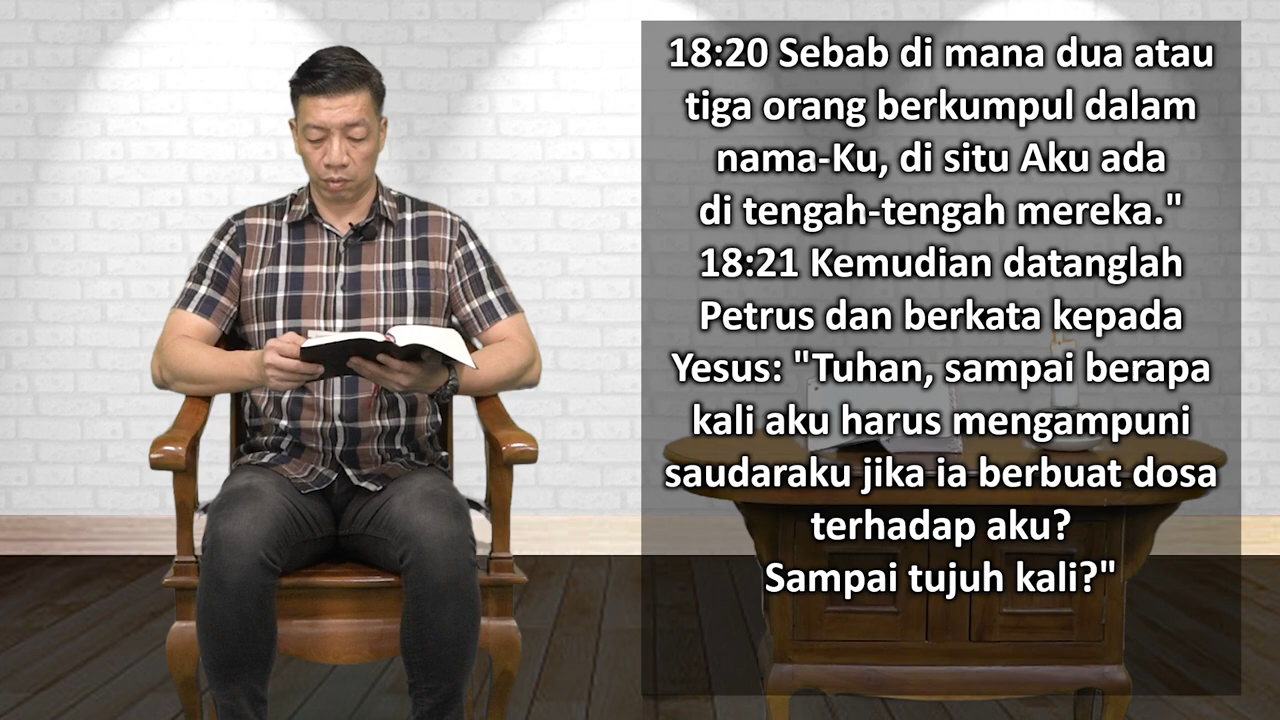 18:20 Sebab di mana dua atau
tiga orang berkumpul dalam
nama-Ku, di situ Aku ada
di tengah-tengah mereka."
18:21 Kemudian datanglah
Petrus dan berkata kepada
Yesus: "Tuhan, sampai berapa
kali aku harus mengampuni
saudaraku jika ia berbuat dosa
terhadap aku?
Sampai tujuh kali?"